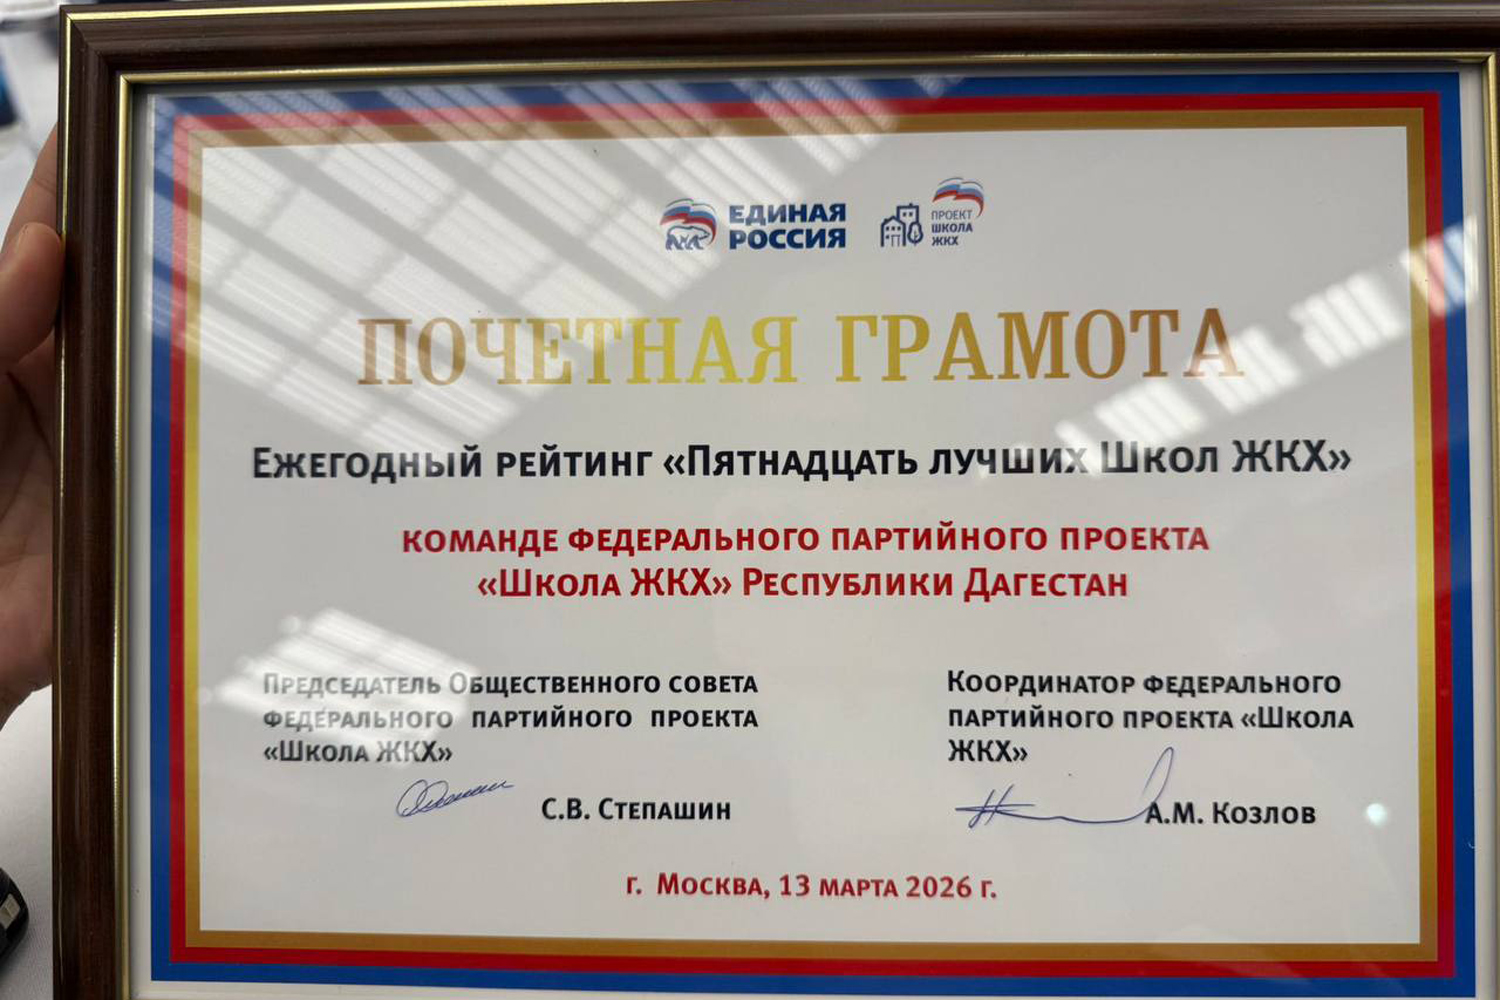 ЕДИНАЯ
РОССИЯ
ПРОЕКТ
ШКОЛА
ЖКХ
ПОЧЕТНАЯ ГРАМОТА
Ежегодный рейтинг «Пятнадцать лучших Школ ЖКХ»
команде федерального партийного проекта
«Школа ЖКХ» Республики Дагестан
Председатель Общественного совета
федерального партийного проекта
«Школа ЖКХ»
С.В. Степашин
Координатор федерального
партийного проекта «Школа
ЖКХ»
А.М. Козлов
г. Москва, 13 марта 2026 г.